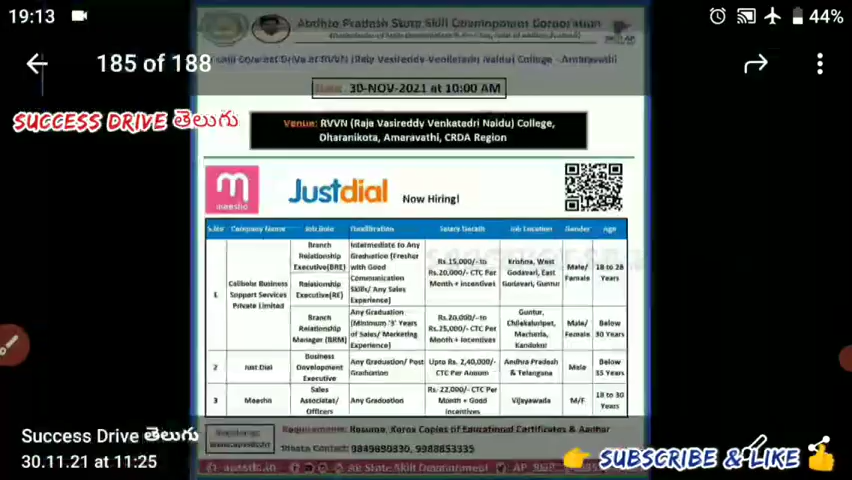 19:13
44%
185 of 188
Andhra Pradesh State Skill Development Corporation
30-NOV-2021 at 10:00 AM
SUCCESS DRIVE తెలుగు
Venue: RVVN (Raja Vasireddy Venkatadri Naidu) College,
Dharanikota, Amaravathi, CRDA Region
meesho
Justdial
Now Hiring!
S.No Company Name Job Role Qualification Salary Details Job Location Gender Age
1 Business Support Services Private Limited
Branch Relationship Executive(BRE)
Relationship Executive(RE)
Intermediate to Any Graduation (Fresher with Good Communication Skills/ Any Sales Experience)
Rs.15,000/- to Rs.20,000/- CTC Per Month + incentives
Krishna, West Godavari, East Godavari, Guntur
Male/ Female
18 to 28 Years
Branch Relationship Manager (BRM)
Any Graduation (Minimum '3' Years of Sales/ Marketing Experience)
Rs.20,000/- to Rs.25,000/- CTC Per Month + Incentives
Guntur, Chilakaluripet, Macherla, Kandukur
Male/ Female
Below 30 Years
2 Just Dial Business Development Executive Any Graduation/ Post Graduation Upto Rs. 2,40,000/- CTC Per Annum Andhra Pradesh & Telangana Male Below 35 Years
3 Meesho Sales Associates/ Officers Any Graduation Rs. 22,000/- CTC Per Month + Good Incentives Vijayawada M/F 18 to 30 Years
Requirements: Resume, Xerox Copies of Educational Certificates & Aadhar
Contact: 9988853335
Success Drive తెలుగు
30.11.21 at 11:25
SUBSCRIBE & LIKE